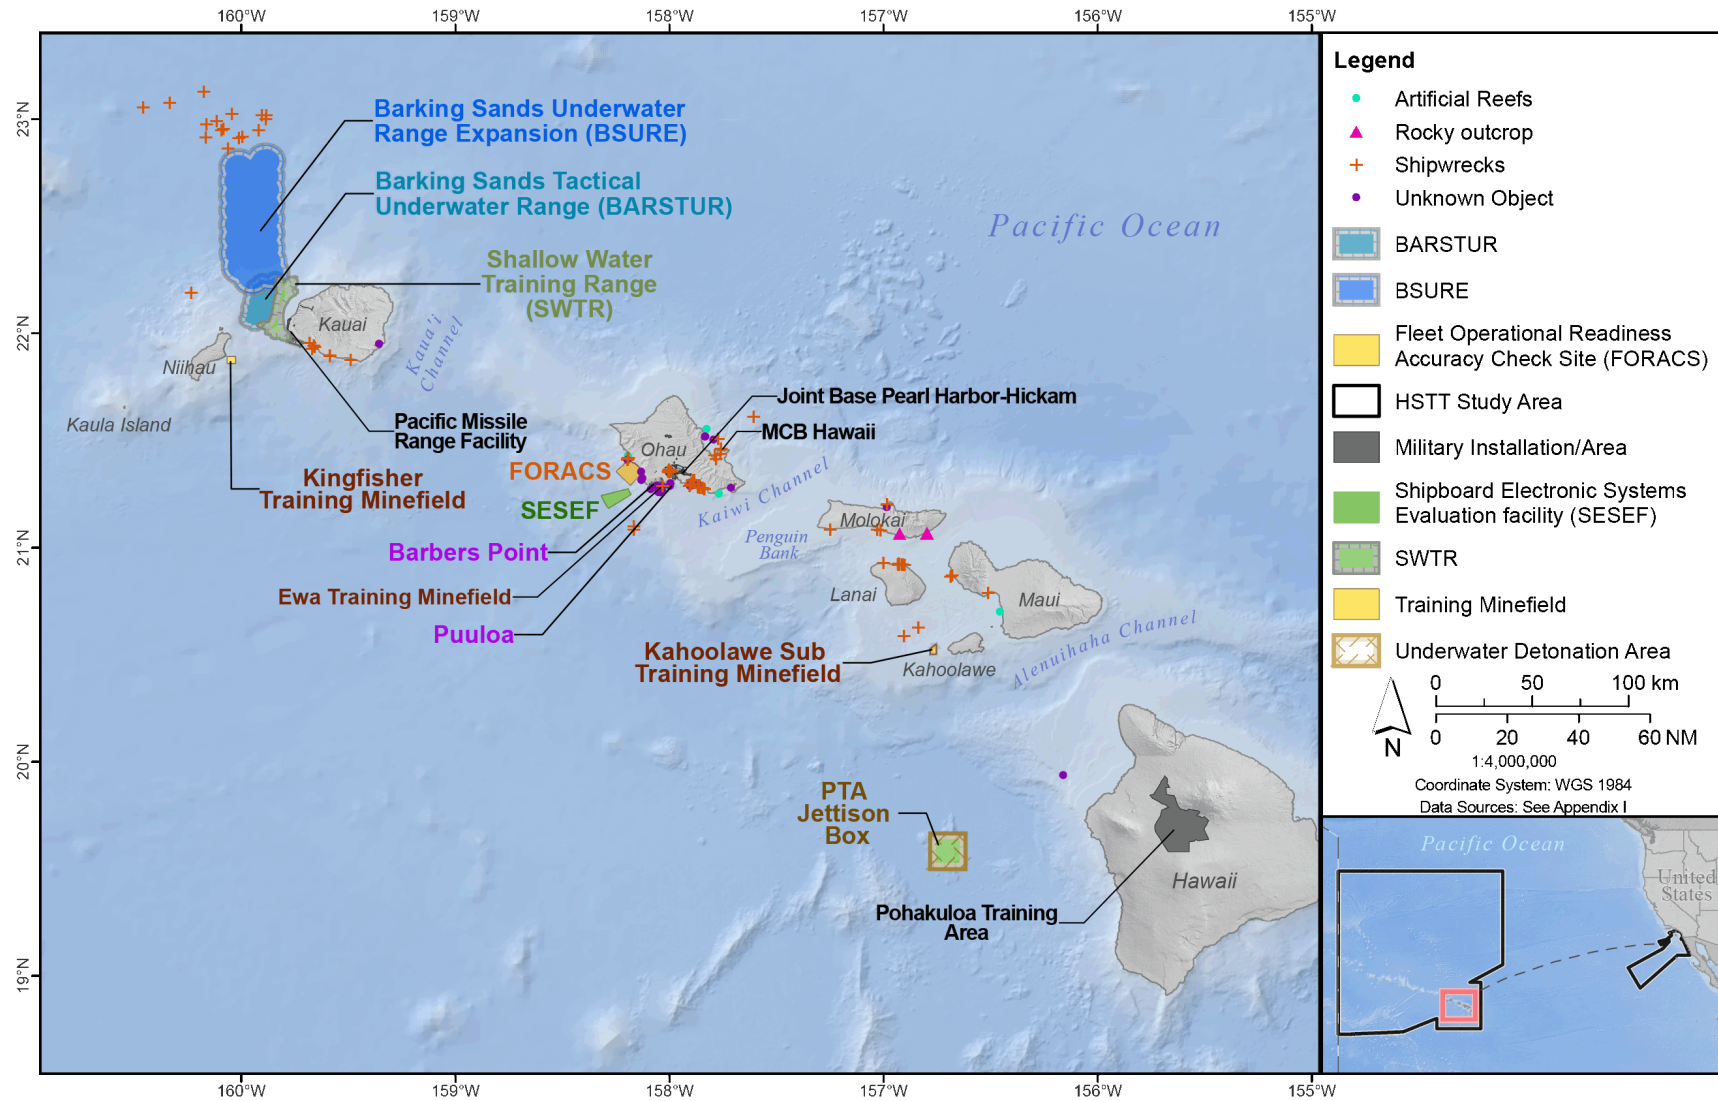 160°W
159°W
158°W
157°W
156°W
155°W
23°N
22°N
21°N
20°N
19°N
Barking Sands Underwater
Range Expansion (BSURE)
Barking Sands Tactical
Underwater Range (BARSTUR)
Shallow Water
Training Range
(SWTR)
Pacific Ocean
Kauai
Kaua'i
Channel
Niihau
Kaula Island
Pacific Missile
Range Facility
Kingfisher
Training Minefield
Joint Base Pearl Harbor-Hickam
MCB Hawaii
Ohau
FORACS
SESEF
Kaiwi Channel
Penguin
Bank
Molokai
Barbers Point
Ewa Training Minefield
Puuloa
Lanai
Maui
Kahoolawe Sub
Training Minefield
Kahoolawe
Alenuihaha Channel
PTA
Jettison
Box
Pohakuloa Training
Area
Hawaii
160°W
159°W
158°W
157°W
156°W
155°W
Legend
Artificial Reefs
Rocky outcrop
Shipwrecks
Unknown Object
BARSTUR
BSURE
Fleet Operational Readiness
Accuracy Check Site (FORACS)
HSTT Study Area
Military Installation/Area
Shipboard Electronic Systems
Evaluation facility (SESEF)
SWTR
Training Minefield
Underwater Detonation Area
0 50 100 km
0 20 40 60 NM
N
1:4,000,000
Coordinate System: WGS 1984
Data Sources: See Appendix I
Pacific Ocean
United
States